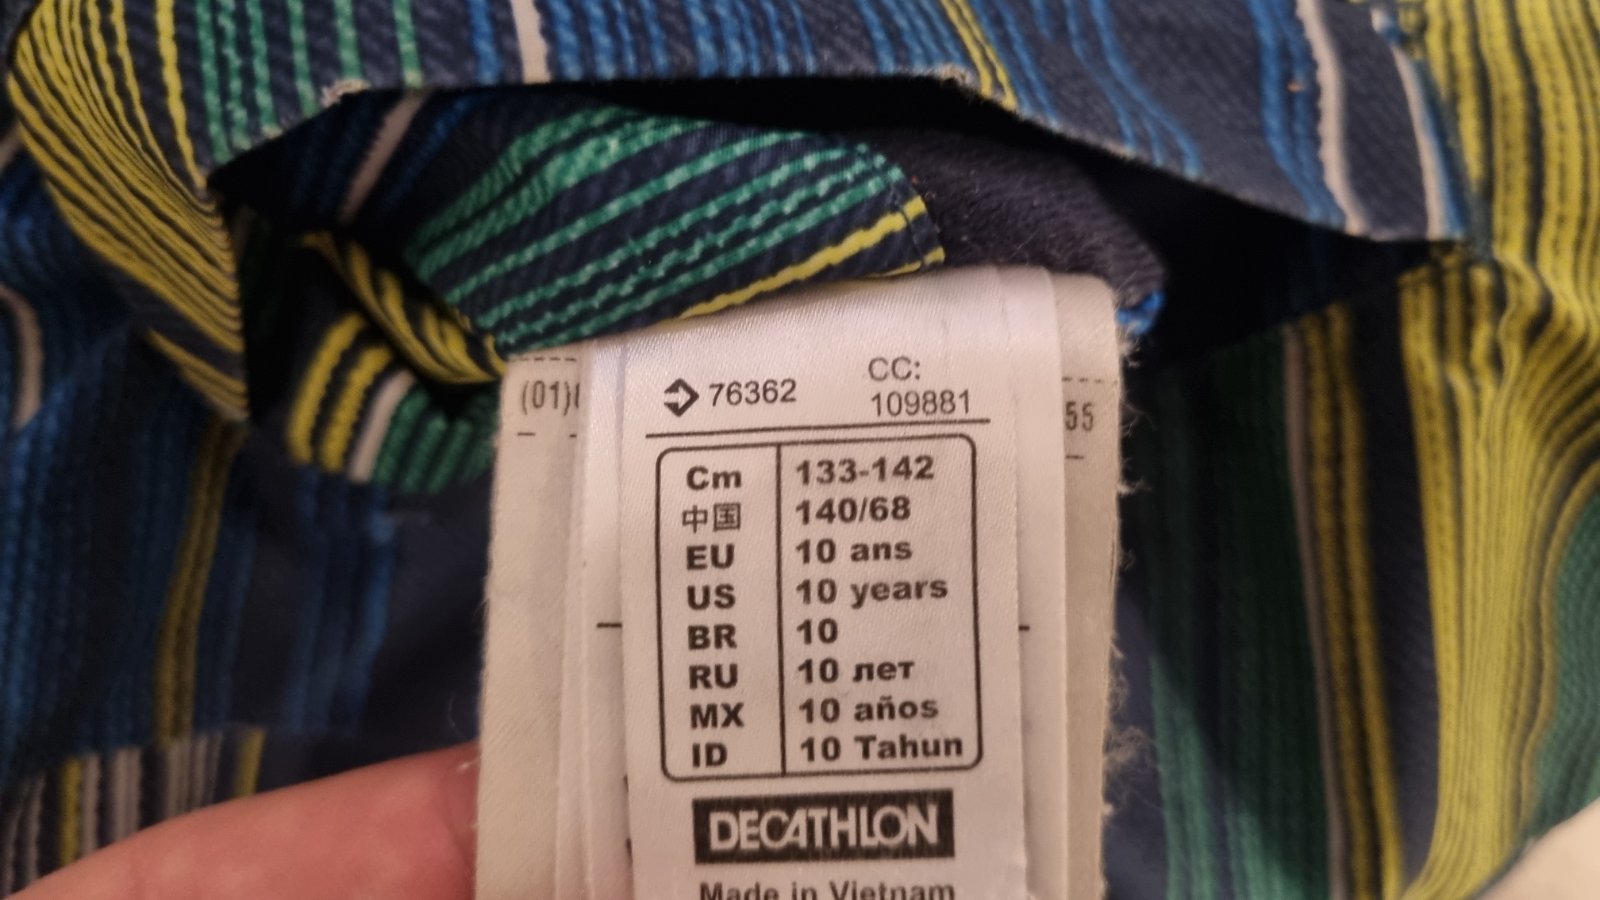 76362 CC:
109881
(01)
55
Cm 133-142
中国 140/68
EU 10 ans
US 10 years
BR 10
RU 10 лет
MX 10 años
ID 10 Tahun
DECATHLON
Made in Vietnam